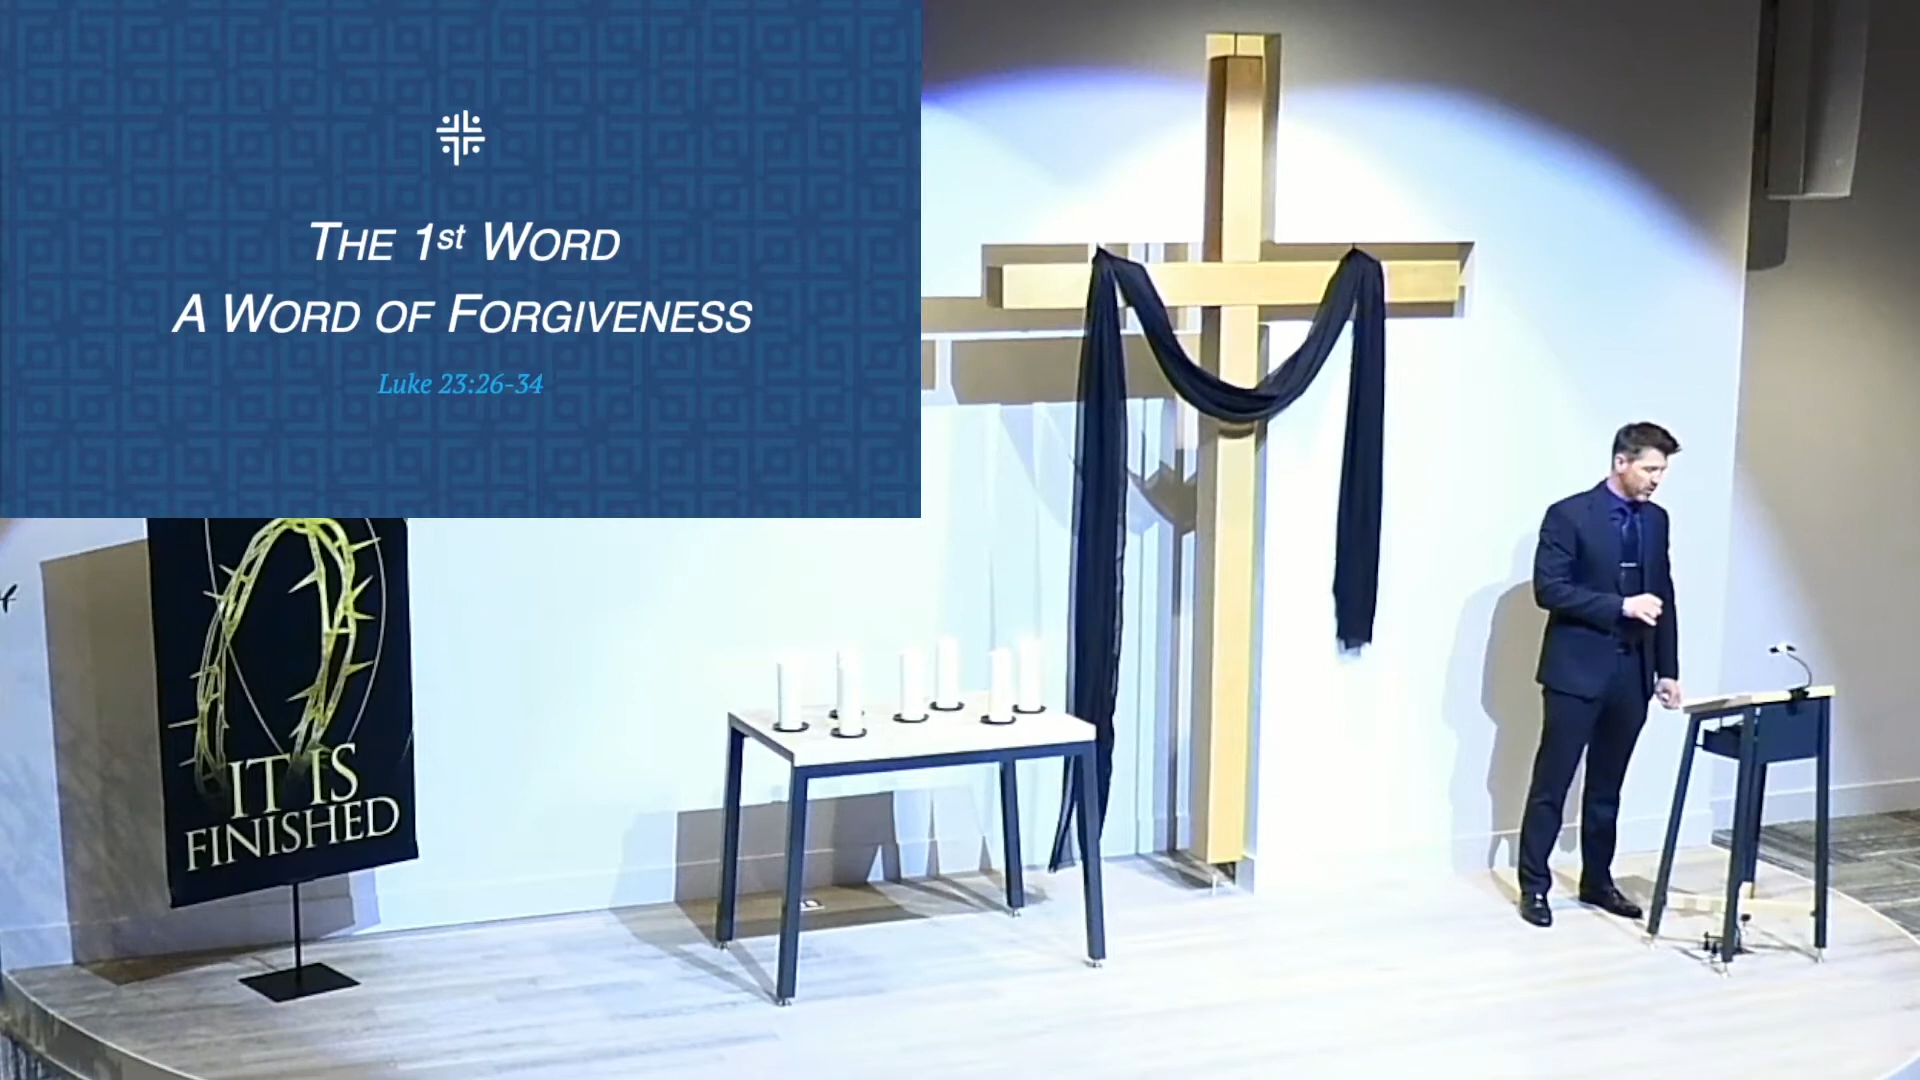 THE 1st WORD
A WORD OF FORGIVENESS
Luke 23:26-34
IT IS
FINISHED